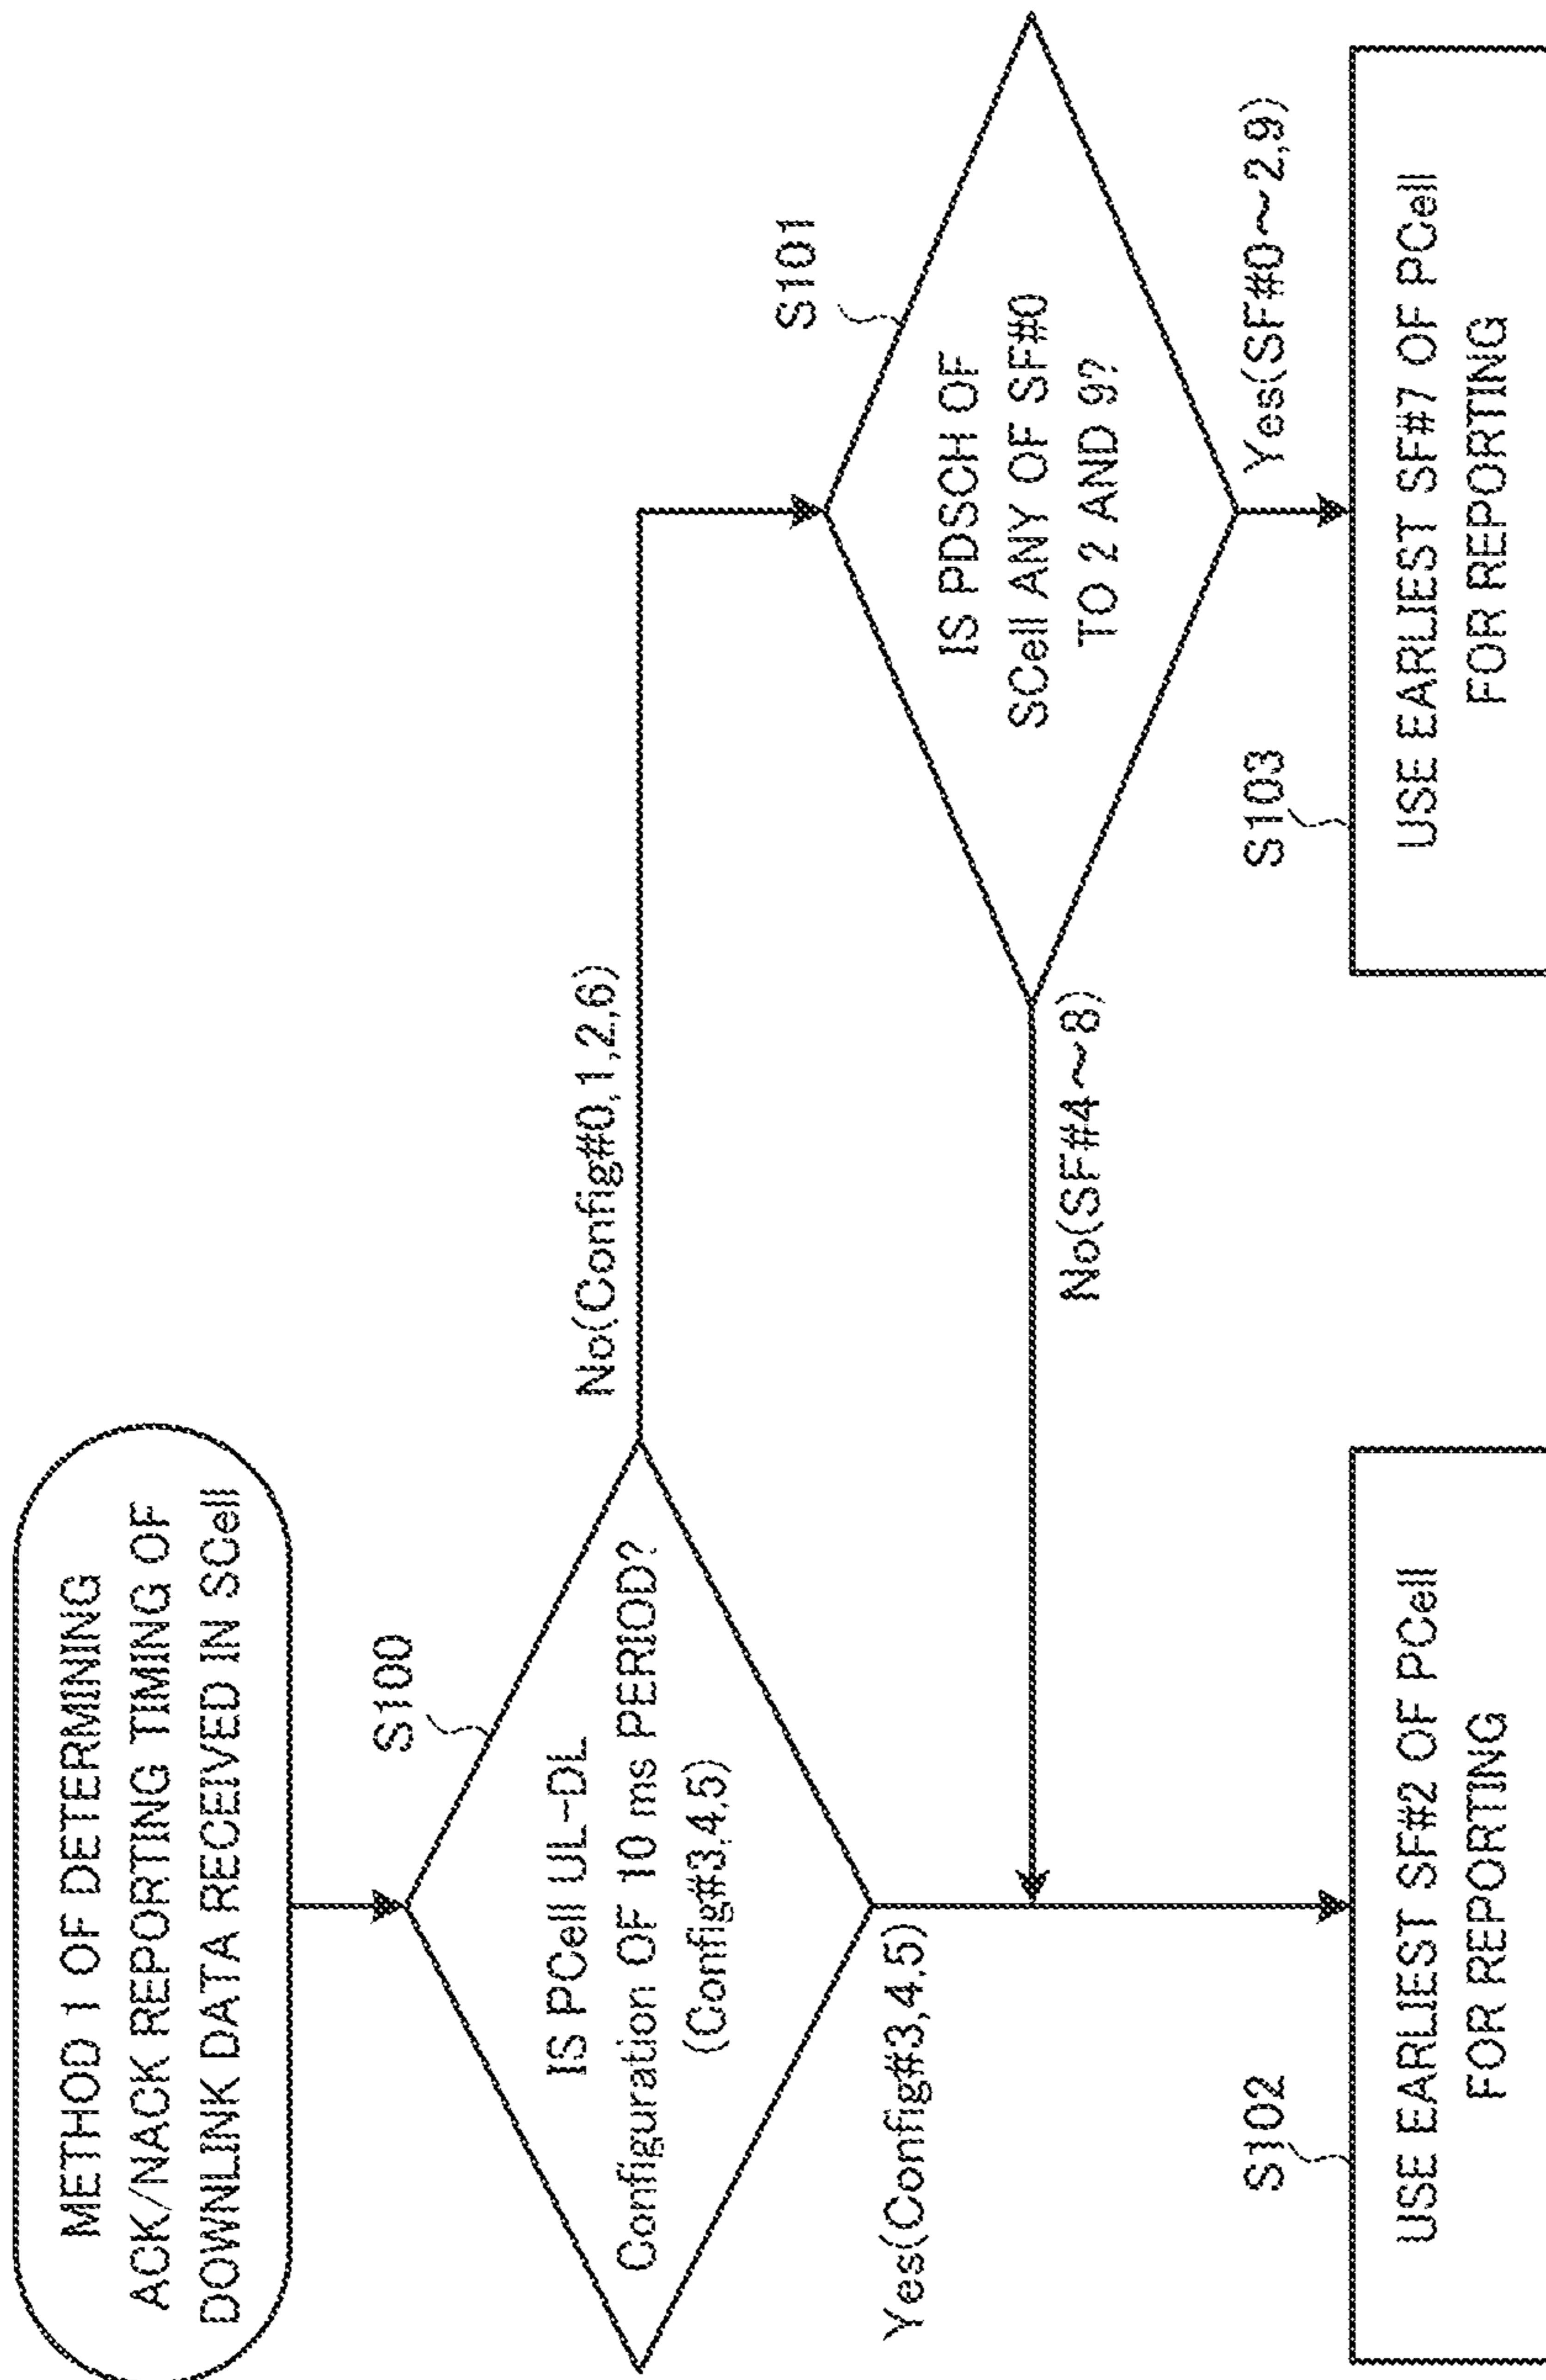 METHOD 1 OF DETERMINING
ACK/NACK REPORTING TIMING OF
DOWNLINK DATA RECEIVED IN SCell
S100
IS PCell UL-DL
Configuration OF 10 ms PERIOD?
(Config#3,4,5)
No(Config#0,1,2,6)
Yes(Config#3,4,5)
S101
IS PDSCH OF
SCell ANY OF SF#0
TO 2 AND 9?
No(SF#4~8)
Yes(SF#0~2,9)
S102
USE EARLIEST SF#2 OF PCell
FOR REPORTING
S103
USE EARLIEST SF#7 OF PCell
FOR REPORTING